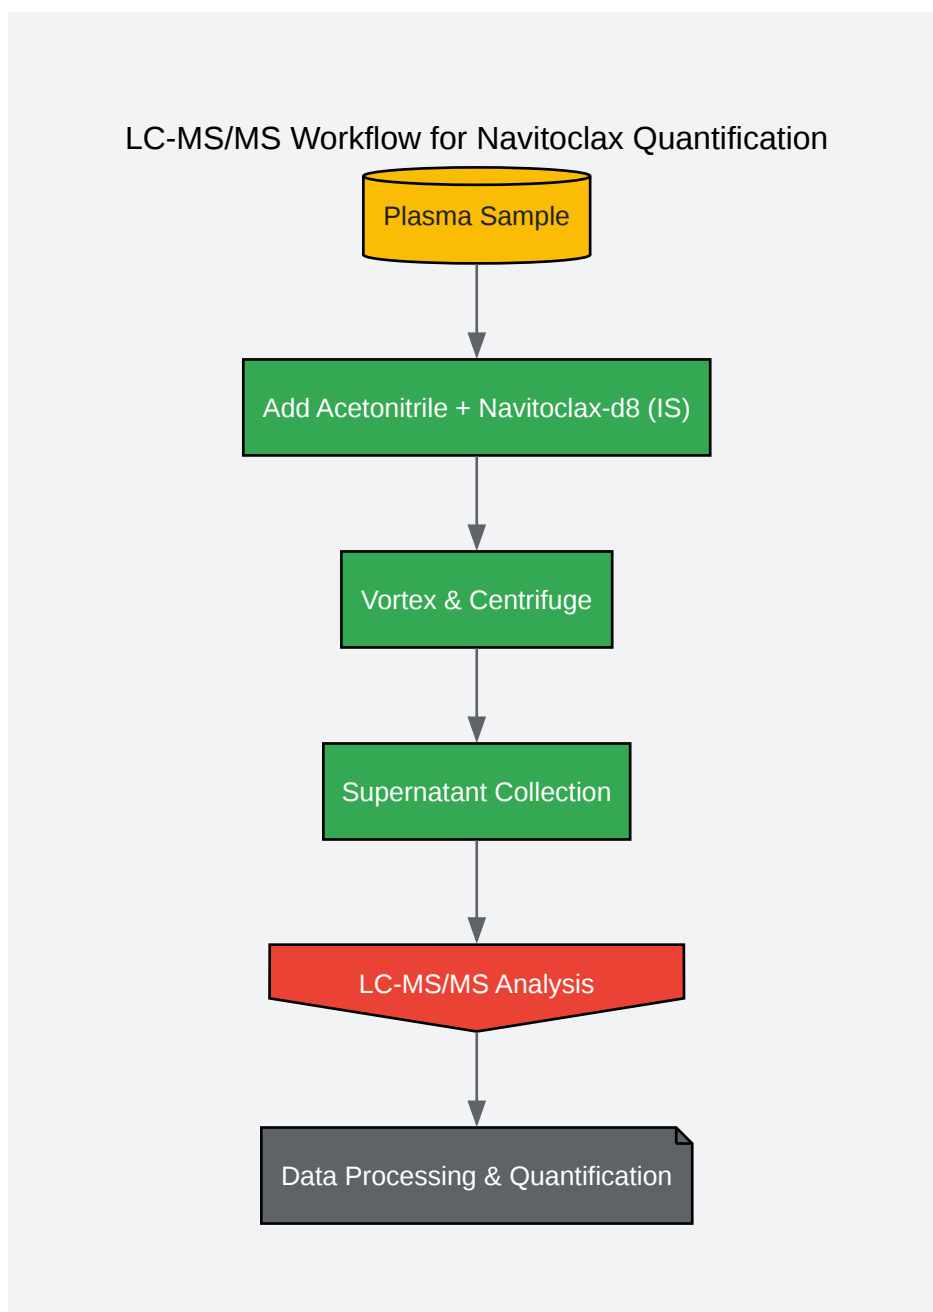 LC-MS/MS Workflow for Navitoclax Quantification
Plasma Sample
Add Acetonitrile + Navitoclax-d8 (IS)
Vortex & Centrifuge
Supernatant Collection
LC-MS/MS Analysis
Data Processing & Quantification